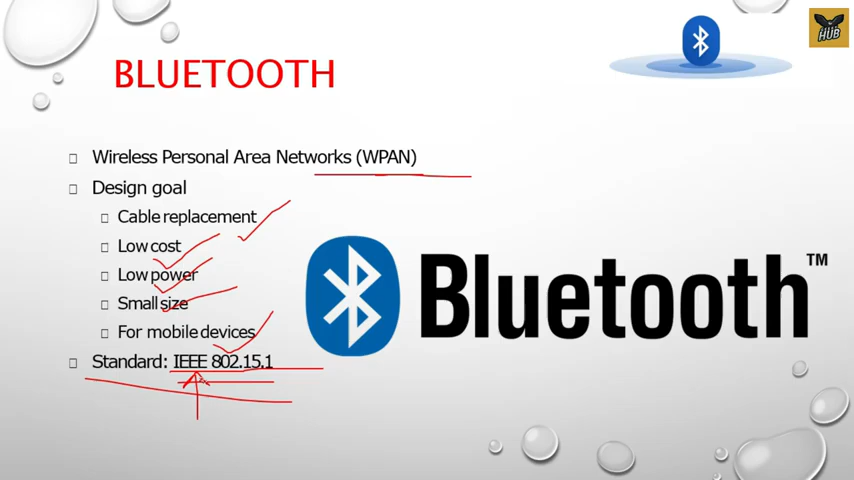 HUB
BLUETOOTH
Wireless Personal Area Networks (WPAN)
Design goal
Cable replacement
Low cost
Low power
Small size
For mobile devices
Standard: IEEE 802.15.1
Bluetooth™